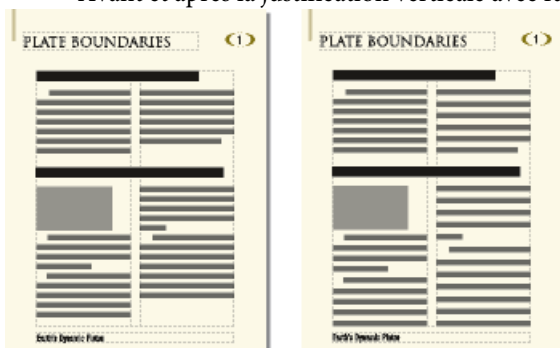 Avant et après la justification verticale avec
PLATE BOUNDARIES 1
PLATE BOUNDARIES 1
Earth's Dynamic Plates
Earth's Dynamic Plates